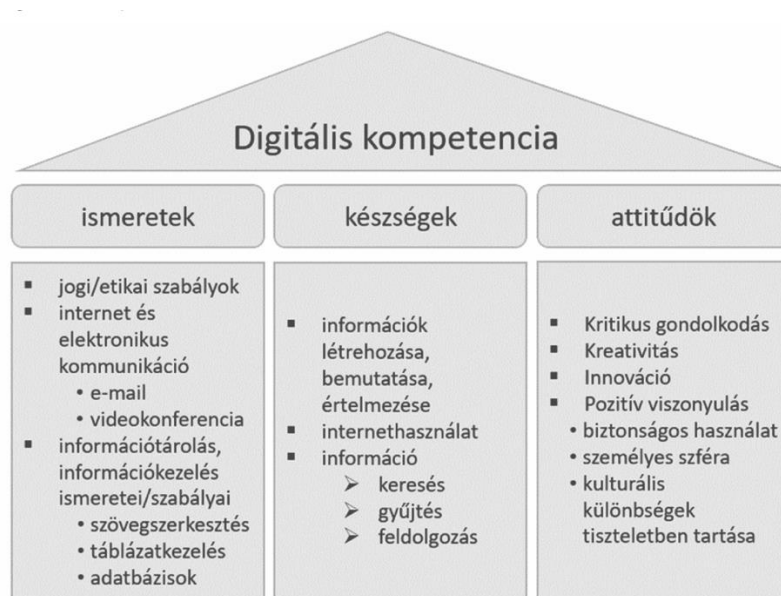 Digitális kompetencia
ismeretek
▪ jogi/etikai szabályok
▪ internet és
elektronikus
kommunikáció
• e-mail
• videokonferencia
▪ információtárolás,
információkezelés
ismeretei/szabályai
• szövegszerkesztés
• táblázatkezelés
• adatbázisok
készségek
▪ információk
létrehozása,
bemutatása,
értelmezése
▪ internethasználat
▪ információ
➢ keresés
➢ gyűjtés
➢ feldolgozás
attitűdök
▪ Kritikus gondolkodás
▪ Kreativitás
▪ Innováció
▪ Pozitív viszonyulás
• biztonságos használat
• személyes szféra
• kulturális
különbségek
tiszteletben tartása